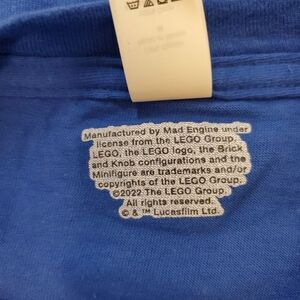 Manufactured by Mad Engine under
license from the LEGO Group.
LEGO, the LEGO logo, the Brick
and Knob configurations and the
Minifigure are trademarks and/or
copyrights of the LEGO Group.
©2022 The LEGO Group.
All rights reserved.
© & ™ Lucasfilm Ltd.